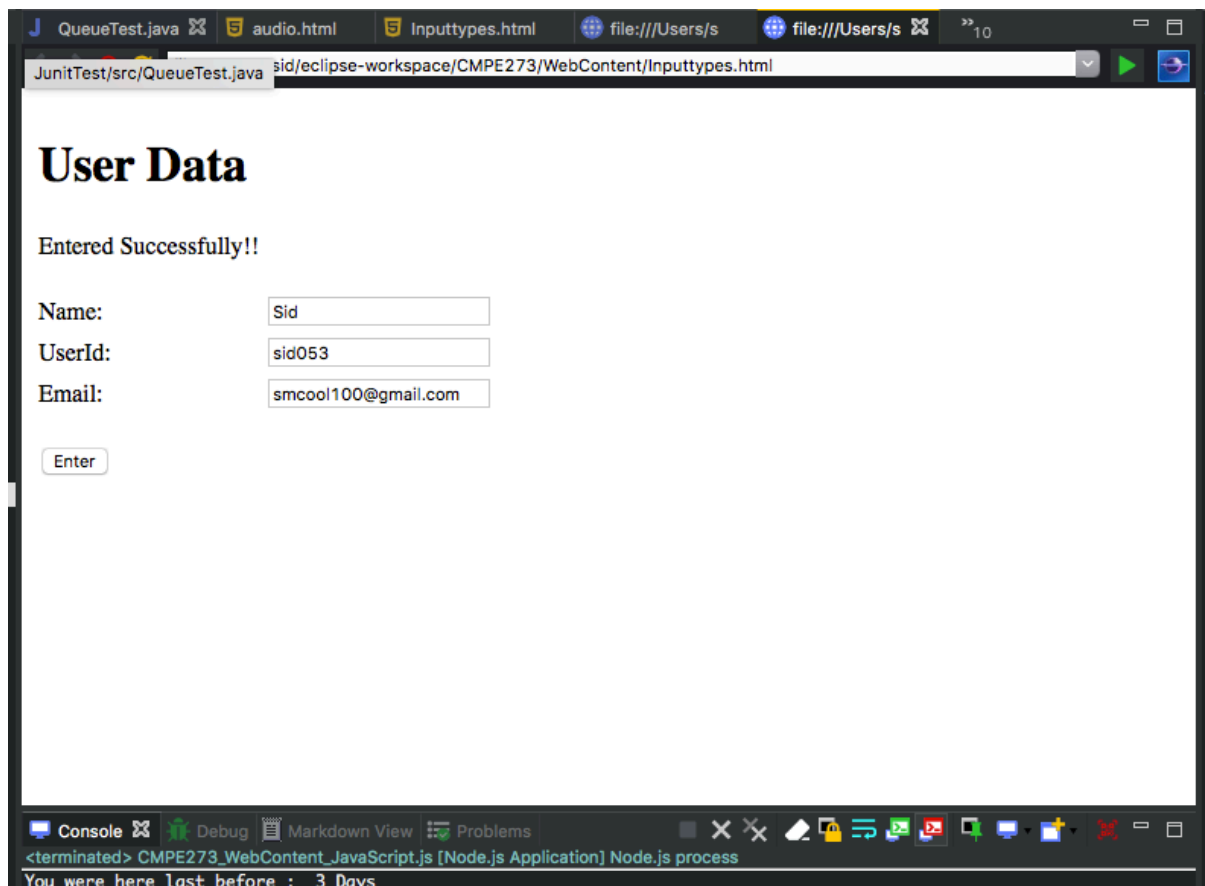 QueueTest.java audio.html Inputtypes.html file:///Users/s file:///Users/s »10
JunitTest/src/QueueTest.java sid/eclipse-workspace/CMPE273/WebContent/Inputtypes.html
User Data
Entered Successfully!!
Name: Sid
UserId: sid053
Email: smcool100@gmail.com
Enter
Console Debug Markdown View Problems
<terminated> CMPE273_WebContent_JavaScript.js [Node.js Application] Node.js process
You were here last before : 3 Days